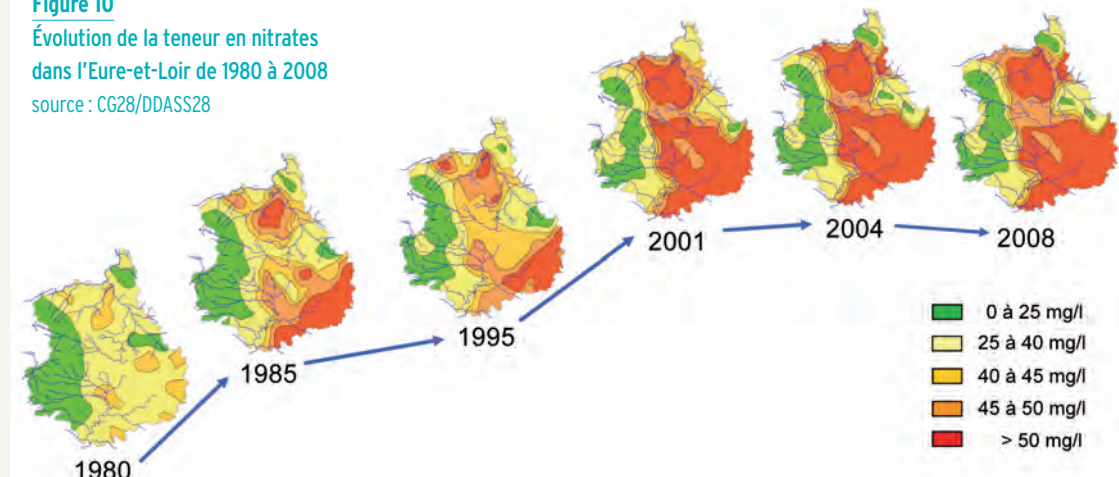 Figure 10
Évolution de la teneur en nitrates
dans l'Eure-et-Loir de 1980 à 2008
source : CG28/DDASS28
1980
1985
1995
2001
2004
2008
0 à 25 mg/l
25 à 40 mg/l
40 à 45 mg/l
45 à 50 mg/l
> 50 mg/l